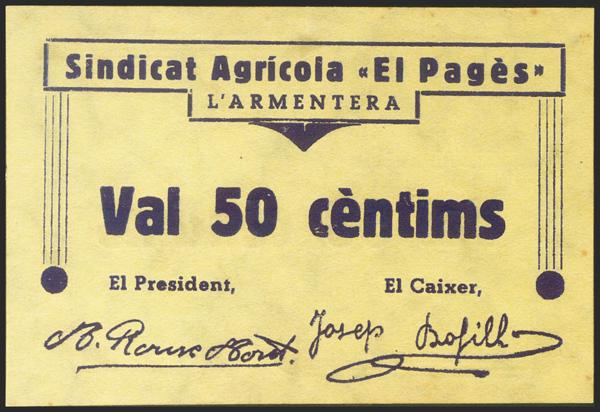 Sindicat Agrícola «El Pagès»
L'ARMENTERA
Val 50 cèntims
El President, El Caixer,
Josep Bofill